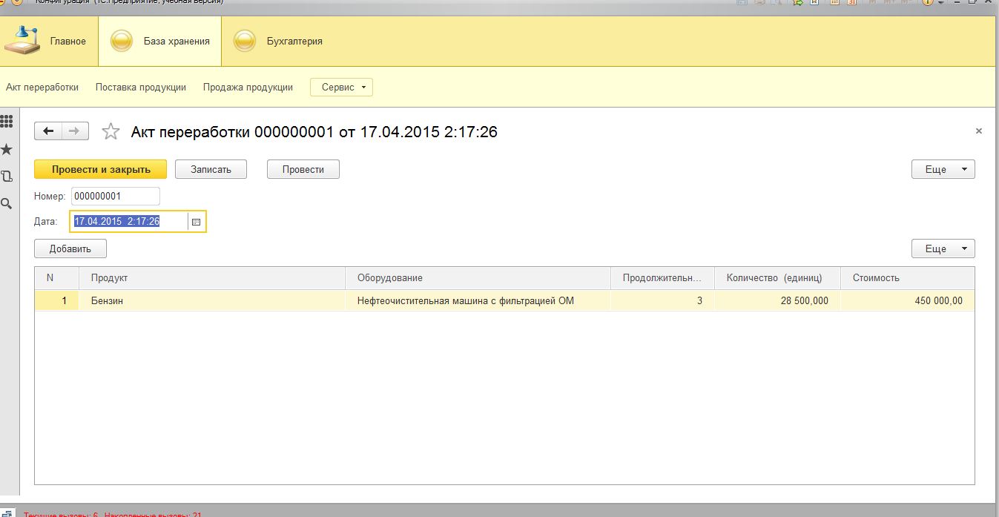 Конфигурация (1С:Предприятие, учебная версия)
Главное База хранения Бухгалтерия
Акт переработки Поставка продукции Продажа продукции Сервис
Акт переработки 000000001 от 17.04.2015 2:17:26
Провести и закрыть Записать Провести Еще
Номер: 000000001
Дата: 17.04.2015 2:17:26
Добавить Еще
N Продукт Оборудование Продолжительн... Количество (единиц) Стоимость
1 Бензин Нефтеочистительная машина с фильтрацией ОМ 3 28 500,000 450 000,00
Текущие вызовы: 6 Накопленные вызовы: 21